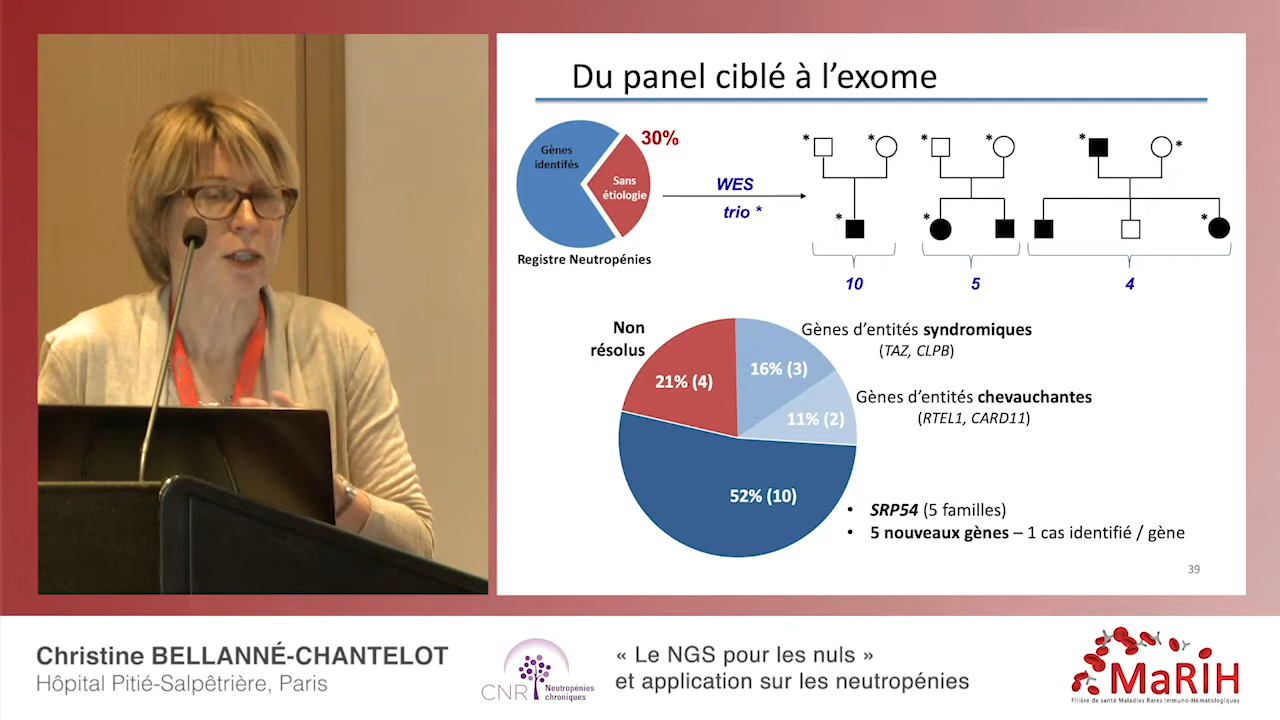 Du panel ciblé à l'exome
Gènes
identifés
30%
Sans
étiologie
Registre Neutropénies
WES
trio *
* * * * * *
* * *
10
5
4
Non
résolus
21% (4)
16% (3)
11% (2)
52% (10)
Gènes d'entités syndromiques
(TAZ, CLPB)
Gènes d'entités chevauchantes
(RTEL1, CARD11)
• SRP54 (5 familles)
• 5 nouveaux gènes – 1 cas identifié / gène
39
Christine BELLANNÉ-CHANTELOT
Hôpital Pitié-Salpêtrière, Paris
CNR Neutropénies
chroniques
« Le NGS pour les nuls »
et application sur les neutropénies
MaRIH
Filière de santé Maladies Rares Immuno-Hématologiques